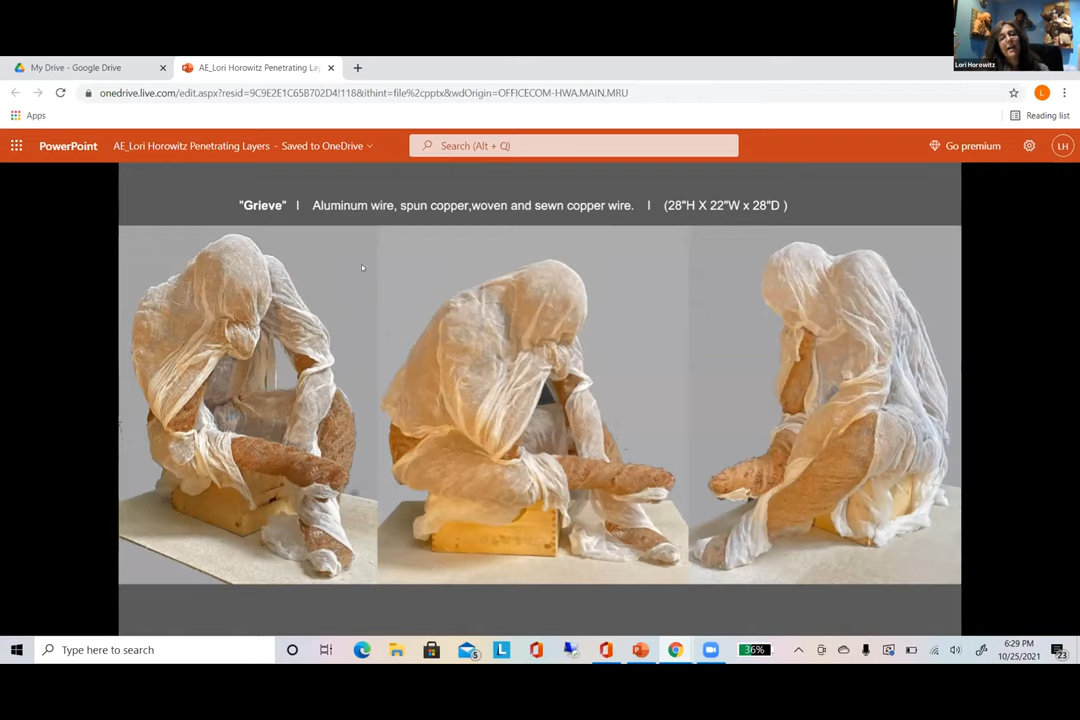 Lori Horowitz
My Drive - Google Drive
AE_Lori Horowitz Penetrating La
onedrive.live.com/edit.aspx?resid=9C9E2E1C65B702D4!118&ithint=file%2cpptx&wdOrigin=OFFICECOM-HWA.MAIN.MRU
L
Apps
Reading list
PowerPoint
AE_Lori Horowitz Penetrating Layers - Saved to OneDrive
Search (Alt + Q)
Go premium
LH
"Grieve" I Aluminum wire, spun copper,woven and sewn copper wire. I (28"H X 22"W x 28"D )
Type here to search
5
L
36%
6:29 PM
10/25/2021
23